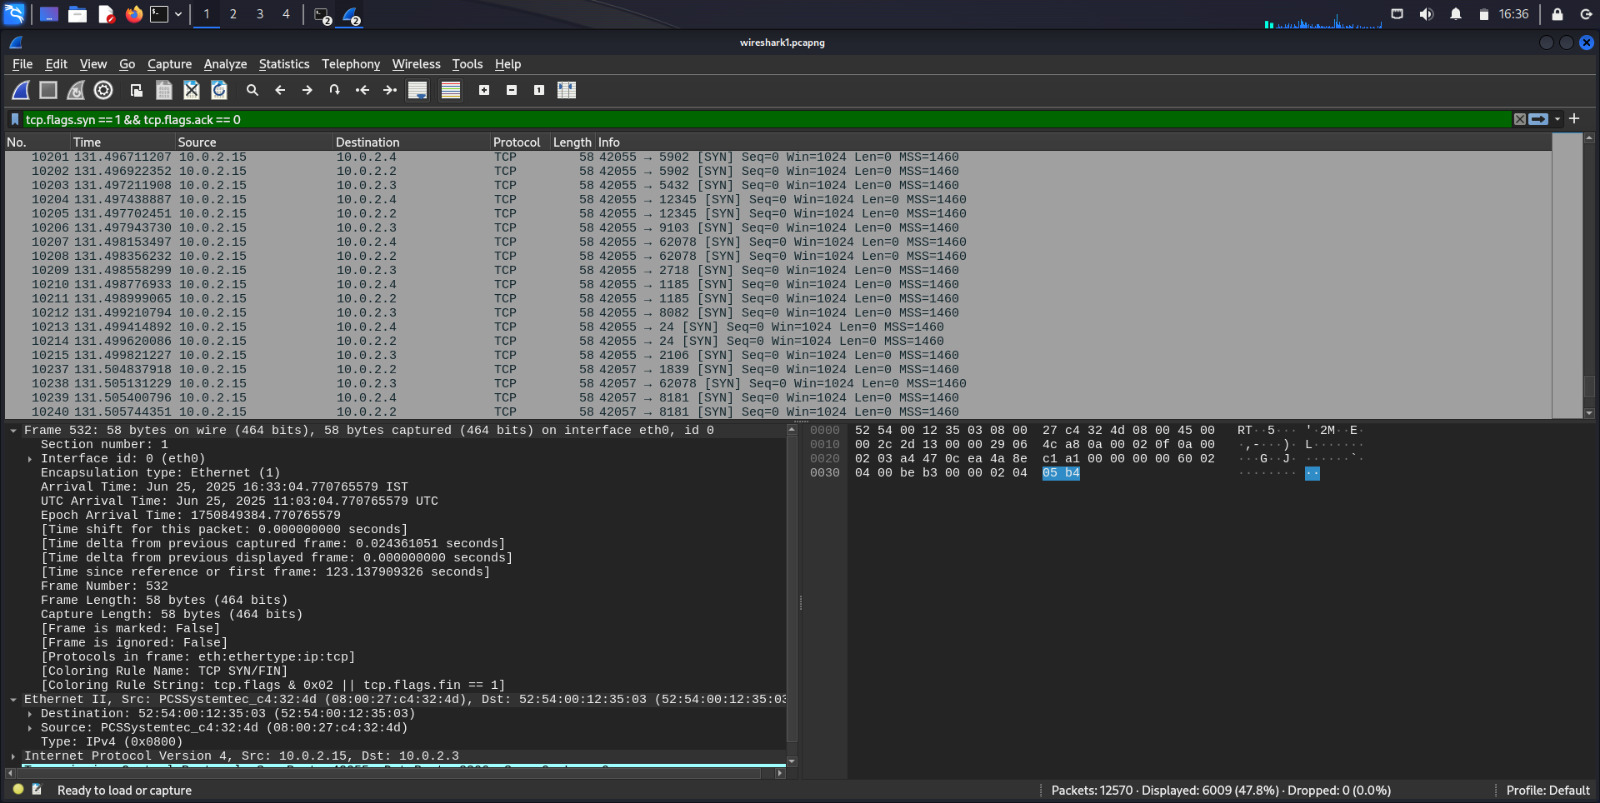 1 2 3 4 2 2 16:36
wireshark1.pcapng
File Edit View Go Capture Analyze Statistics Telephony Wireless Tools Help
tcp.flags.syn == 1 && tcp.flags.ack == 0
No. Time Source Destination Protocol Length Info
10201 131.496711207 10.0.2.15 10.0.2.4 TCP 58 42055 → 5902 [SYN] Seq=0 Win=1024 Len=0 MSS=1460
10202 131.496922352 10.0.2.15 10.0.2.2 TCP 58 42055 → 5902 [SYN] Seq=0 Win=1024 Len=0 MSS=1460
10203 131.497211908 10.0.2.15 10.0.2.3 TCP 58 42055 → 5432 [SYN] Seq=0 Win=1024 Len=0 MSS=1460
10204 131.497438887 10.0.2.15 10.0.2.4 TCP 58 42055 → 12345 [SYN] Seq=0 Win=1024 Len=0 MSS=1460
10205 131.497702451 10.0.2.15 10.0.2.2 TCP 58 42055 → 12345 [SYN] Seq=0 Win=1024 Len=0 MSS=1460
10206 131.497943730 10.0.2.15 10.0.2.3 TCP 58 42055 → 9103 [SYN] Seq=0 Win=1024 Len=0 MSS=1460
10207 131.498153497 10.0.2.15 10.0.2.4 TCP 58 42055 → 62078 [SYN] Seq=0 Win=1024 Len=0 MSS=1460
10208 131.498356232 10.0.2.15 10.0.2.2 TCP 58 42055 → 62078 [SYN] Seq=0 Win=1024 Len=0 MSS=1460
10209 131.498558299 10.0.2.15 10.0.2.3 TCP 58 42055 → 2718 [SYN] Seq=0 Win=1024 Len=0 MSS=1460
10210 131.498776933 10.0.2.15 10.0.2.4 TCP 58 42055 → 1185 [SYN] Seq=0 Win=1024 Len=0 MSS=1460
10211 131.498999065 10.0.2.15 10.0.2.2 TCP 58 42055 → 1185 [SYN] Seq=0 Win=1024 Len=0 MSS=1460
10212 131.499210794 10.0.2.15 10.0.2.3 TCP 58 42055 → 8082 [SYN] Seq=0 Win=1024 Len=0 MSS=1460
10213 131.499414892 10.0.2.15 10.0.2.4 TCP 58 42055 → 24 [SYN] Seq=0 Win=1024 Len=0 MSS=1460
10214 131.499620086 10.0.2.15 10.0.2.2 TCP 58 42055 → 24 [SYN] Seq=0 Win=1024 Len=0 MSS=1460
10215 131.499821227 10.0.2.15 10.0.2.3 TCP 58 42055 → 2106 [SYN] Seq=0 Win=1024 Len=0 MSS=1460
10237 131.504837918 10.0.2.15 10.0.2.2 TCP 58 42057 → 1839 [SYN] Seq=0 Win=1024 Len=0 MSS=1460
10238 131.505131229 10.0.2.15 10.0.2.3 TCP 58 42057 → 62078 [SYN] Seq=0 Win=1024 Len=0 MSS=1460
10239 131.505400796 10.0.2.15 10.0.2.4 TCP 58 42057 → 8181 [SYN] Seq=0 Win=1024 Len=0 MSS=1460
10240 131.505744351 10.0.2.15 10.0.2.2 TCP 58 42057 → 8181 [SYN] Seq=0 Win=1024 Len=0 MSS=1460
Frame 532: 58 bytes on wire (464 bits), 58 bytes captured (464 bits) on interface eth0, id 0
Section number: 1
Interface id: 0 (eth0)
Encapsulation type: Ethernet (1)
Arrival Time: Jun 25, 2025 16:33:04.770765579 IST
UTC Arrival Time: Jun 25, 2025 11:03:04.770765579 UTC
Epoch Arrival Time: 1750849384.770765579
[Time shift for this packet: 0.000000000 seconds]
[Time delta from previous captured frame: 0.024361051 seconds]
[Time delta from previous displayed frame: 0.000000000 seconds]
[Time since reference or first frame: 123.137909326 seconds]
Frame Number: 532
Frame Length: 58 bytes (464 bits)
Capture Length: 58 bytes (464 bits)
[Frame is marked: False]
[Frame is ignored: False]
[Protocols in frame: eth:ethertype:ip:tcp]
[Coloring Rule Name: TCP SYN/FIN]
[Coloring Rule String: tcp.flags & 0x02 || tcp.flags.fin == 1]
Ethernet II, Src: PCSSystemtec_c4:32:4d (08:00:27:c4:32:4d), Dst: 52:54:00:12:35:03 (52:54:00:12:35:03
Destination: 52:54:00:12:35:03 (52:54:00:12:35:03)
Source: PCSSystemtec_c4:32:4d (08:00:27:c4:32:4d)
Type: IPv4 (0x0800)
Internet Protocol Version 4, Src: 10.0.2.15, Dst: 10.0.2.3
0000 52 54 00 12 35 03 08 00 27 c4 32 4d 08 00 45 00 RT··5··· '·2M··E·
0010 00 2c 2d 13 00 00 29 06 4c a8 0a 00 02 0f 0a 00 ·,-···)· L·······
0020 02 03 a4 47 0c ea 4a 8e c1 a1 00 00 00 00 60 02 ···G··J· ······`·
0030 04 00 be b3 00 00 02 04 05 b4 ········ ··
Ready to load or capture
Packets: 12570 · Displayed: 6009 (47.8%) · Dropped: 0 (0.0%)
Profile: Default